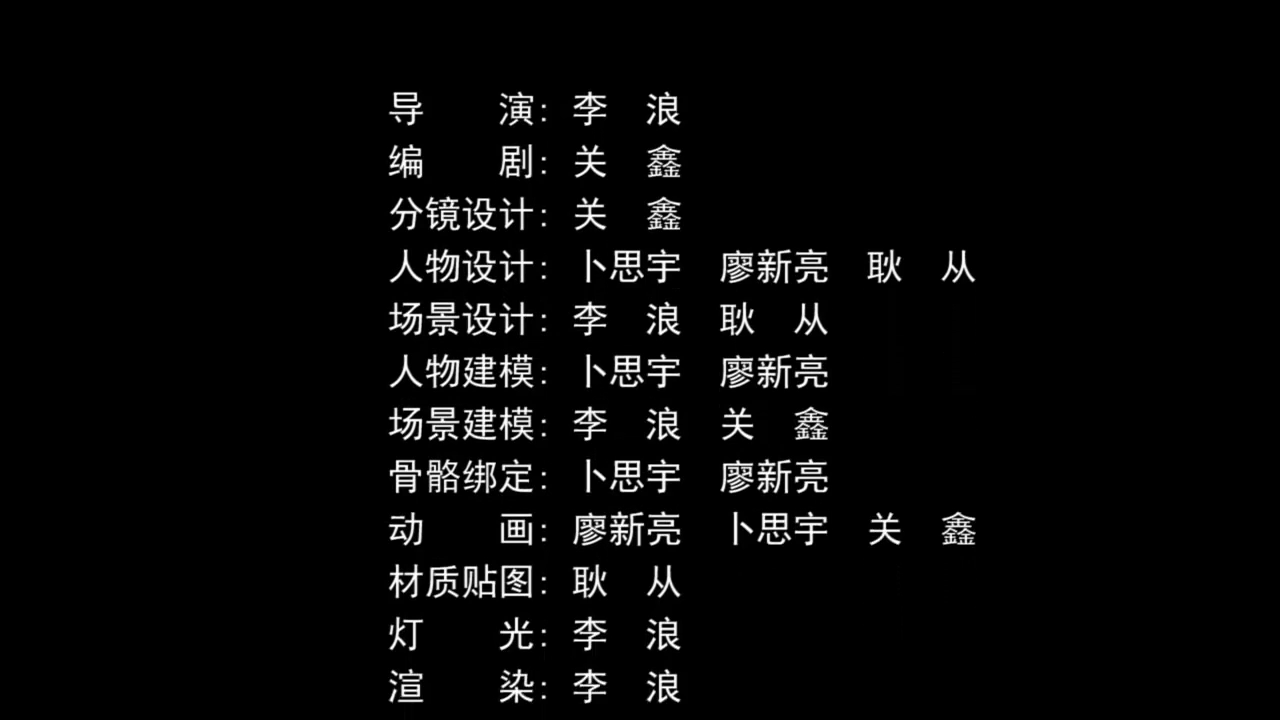 导　　演：李　浪
编　　剧：关　鑫
分镜设计：关　鑫
人物设计：卜思宇　廖新亮　耿　从
场景设计：李　浪　耿　从
人物建模：卜思宇　廖新亮
场景建模：李　浪　关　鑫
骨骼绑定：卜思宇　廖新亮
动　　画：廖新亮　卜思宇　关　鑫
材质贴图：耿　从
灯　　光：李　浪
渲　　染：李　浪